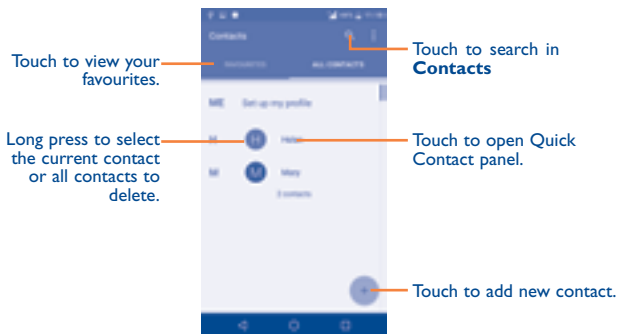 Contacts
Touch to search in
Contacts
Touch to view your
favourites.
FAVOURITES
ALL CONTACTS
ME Set up my profile
Long press to select
the current contact
or all contacts to
delete.
H H Helen
Touch to open Quick
Contact panel.
M M Mary
2 contacts
Touch to add new contact.